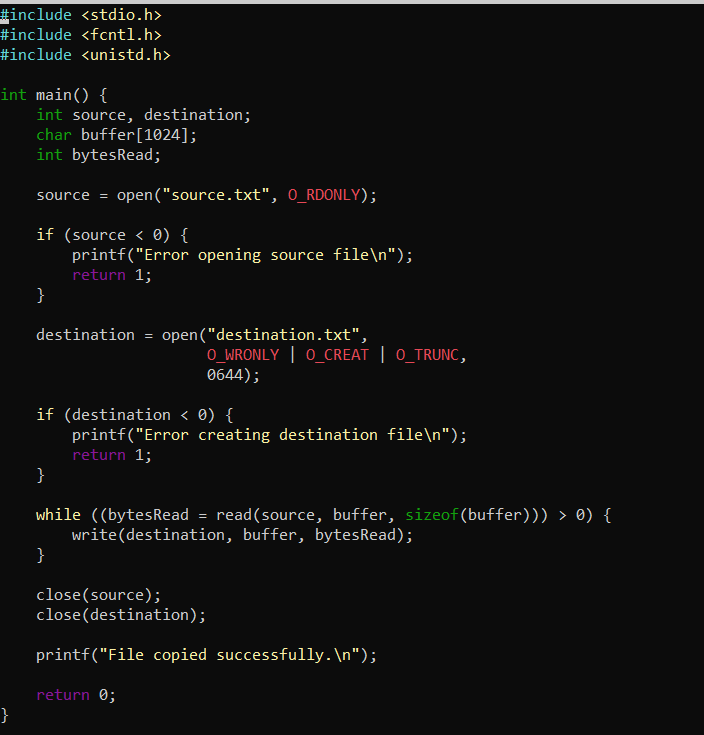 #include <stdio.h>
#include <fcntl.h>
#include <unistd.h>

int main() {
    int source, destination;
    char buffer[1024];
    int bytesRead;

    source = open("source.txt", O_RDONLY);

    if (source < 0) {
        printf("Error opening source file\n");
        return 1;
    }

    destination = open("destination.txt",
                       O_WRONLY | O_CREAT | O_TRUNC,
                       0644);

    if (destination < 0) {
        printf("Error creating destination file\n");
        return 1;
    }

    while ((bytesRead = read(source, buffer, sizeof(buffer))) > 0) {
        write(destination, buffer, bytesRead);
    }

    close(source);
    close(destination);

    printf("File copied successfully.\n");

    return 0;
}